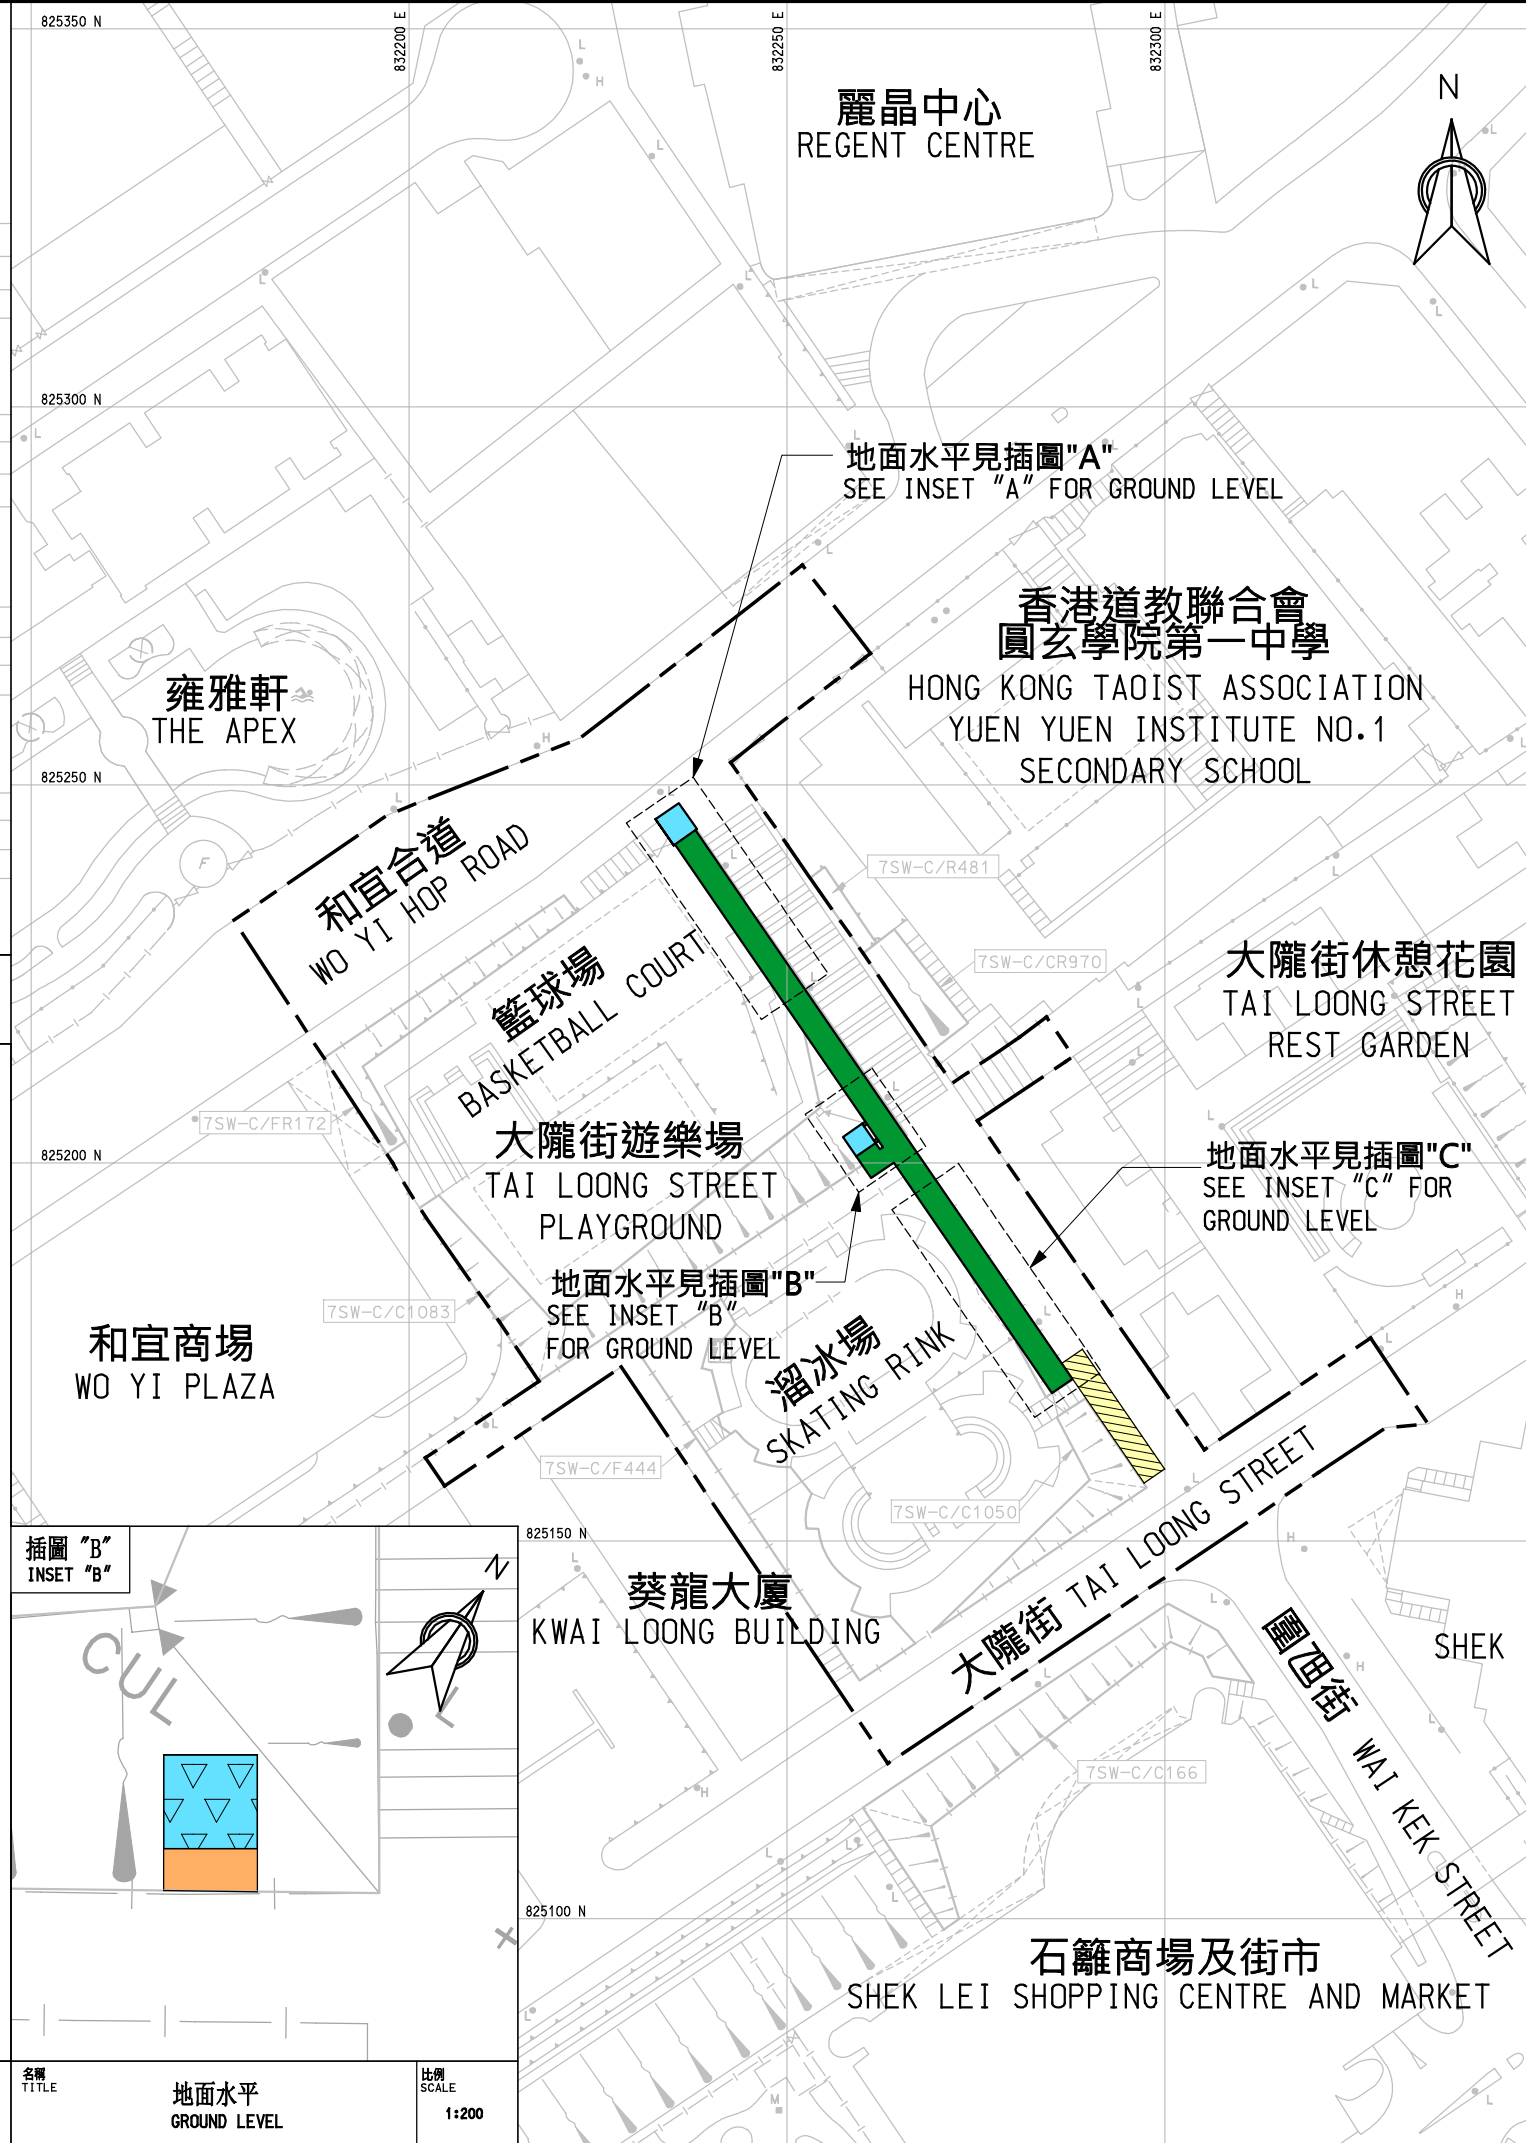 825350 N
832200 E
832250 E
832300 E
N
麗晶中心
REGENT CENTRE
825300 N
地面水平見插圖"A"
SEE INSET "A" FOR GROUND LEVEL
香港道教聯合會
圓玄學院第一中學
HONG KONG TAOIST ASSOCIATION
YUEN YUEN INSTITUTE NO.1
SECONDARY SCHOOL
雍雅軒
THE APEX
825250 N
和宜合道
WO YI HOP ROAD
F
7SW-C/R481
7SW-C/CR970
籃球場
BASKETBALL COURT
大隴街休憩花園
TAI LOONG STREET
REST GARDEN
7SW-C/FR172
大隴街遊樂場
TAI LOONG STREET
PLAYGROUND
825200 N
地面水平見插圖"C"
SEE INSET "C" FOR
GROUND LEVEL
地面水平見插圖"B"
SEE INSET "B"
FOR GROUND LEVEL
7SW-C/C1083
和宜商場
WO YI PLAZA
溜冰場
SKATING RINK
7SW-C/F444
7SW-C/C1050
825150 N
葵龍大廈
KWAI LOONG BUILDING
大隴街 TAI LOONG STREET
SHEK
WAI KEK STREET
7SW-C/C166
825100 N
石籬商場及街市
SHEK LEI SHOPPING CENTRE AND MARKET
插圖 "B"
INSET "B"
N
CUL
L
名稱
TITLE
地面水平
GROUND LEVEL
比例
SCALE
1:200